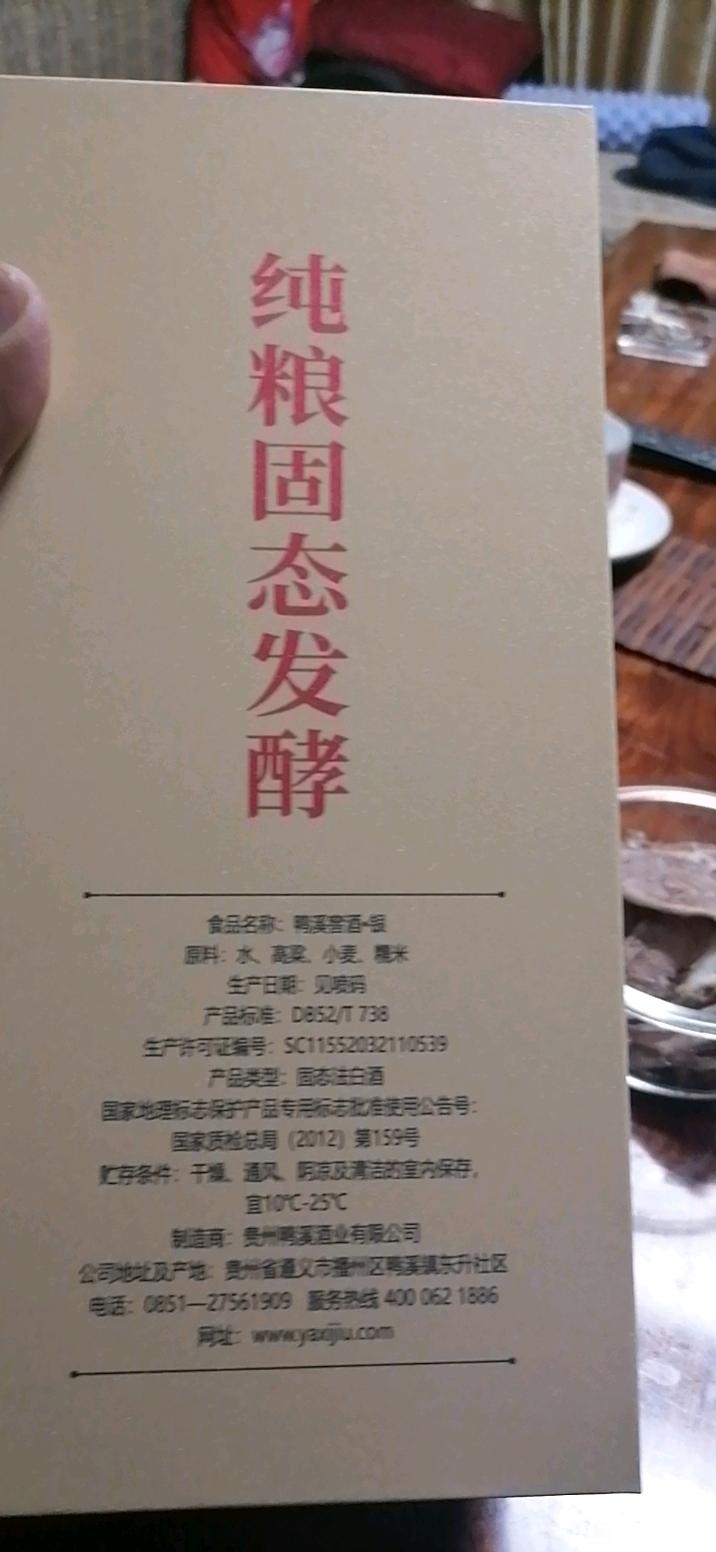 纯粮固态发酵
食品名称：鸭溪窖酒·银
原料：水、高粱、小麦、糯米
生产日期：见喷码
产品标准：DB52/T 738
生产许可证编号：SC11552032110539
产品类型：固态法白酒
国家地理标志保护产品专用标志批准使用公告号：
国家质检总局（2012）第159号
贮存条件：干燥、通风、阴凉及清洁的室内保存，
宜10℃-25℃
制造商：贵州鸭溪酒业有限公司
公司地址及产地：贵州省遵义市播州区鸭溪镇东升社区
电话：0851—27561909 服务热线 400 062 1886
网址：www.yaxijiu.com